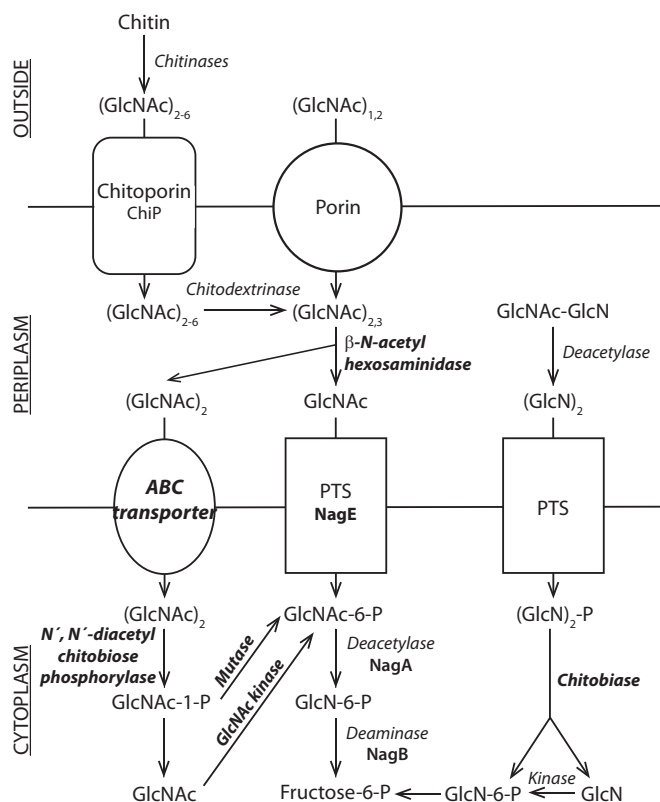 Chitin
Chitinases
OUTSIDE
(GlcNAc)2-6
(GlcNAc)1,2
Chitoporin
ChiP
Porin
(GlcNAc)2-6
Chitodextrinase
(GlcNAc)2,3
GlcNAc-GlcN
PERIPLASM
β-N-acetyl
hexosaminidase
Deacetylase
(GlcNAc)2
GlcNAc
(GlcN)2
ABC
transporter
PTS
NagE
PTS
(GlcNAc)2
GlcNAc-6-P
(GlcN)2-P
CYTOPLASM
N´, N´-diacetyl
chitobiose
phosphorylase
Mutase
GlcNAc kinase
Deacetylase
NagA
Chitobiase
GlcNAc-1-P
GlcN-6-P
Deaminase
NagB
GlcNAc
Fructose-6-P
GlcN-6-P
Kinase
GlcN